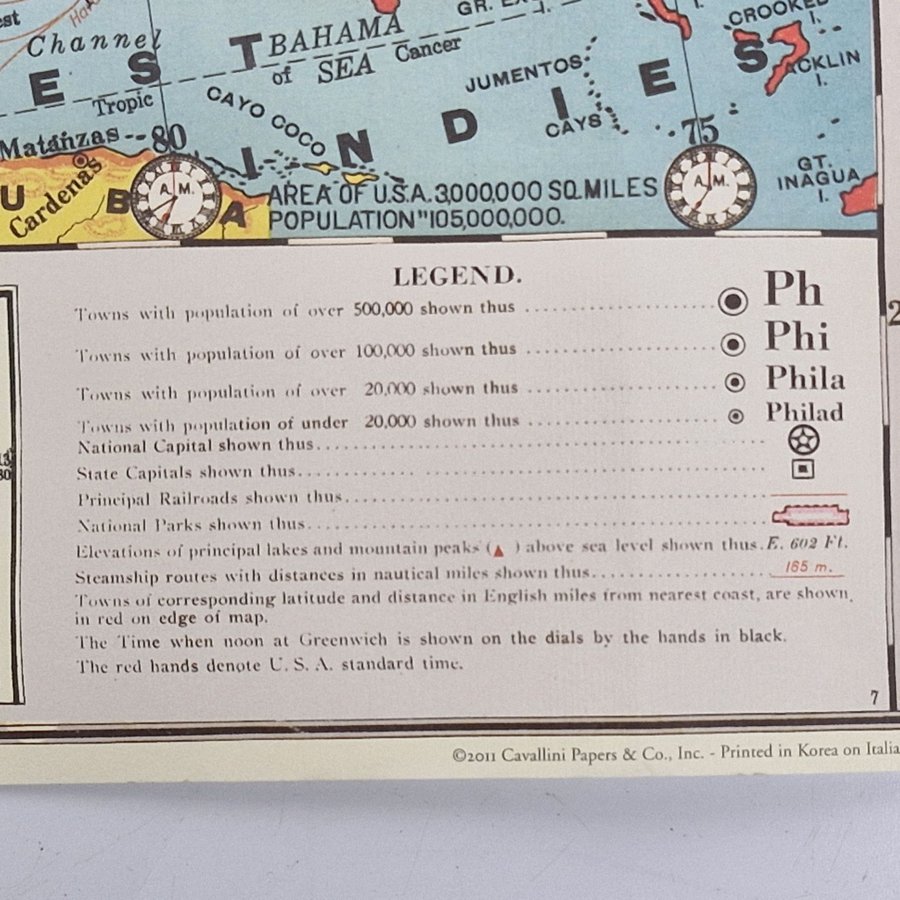 est
GR.
I.
I.
CROOKED
I.
Channel
BAHAMA
E S T
of SEA Cancer
Tropic
JUMENTOS
CAYS
ACKLIN
I.
CAYO COCO
I N D I E S
Matanzas -- 80
75
GT.
INAGUA
I.
Cardenas
U B A
A. M.
A. M.
AREA OF U.S.A. 3,000,000 SQ. MILES
POPULATION " 105,000,000.
LEGEND.
Towns with population of over 500,000 shown thus Ph
Towns with population of over 100,000 shown thus Phi
Towns with population of over 20,000 shown thus Phila
Towns with population of under 20,000 shown thus Philad
National Capital shown thus
State Capitals shown thus
Principal Railroads shown thus
National Parks shown thus
Elevations of principal lakes and mountain peaks (▲) above sea level shown thus. E. 602 Ft.
Steamship routes with distances in nautical miles shown thus 165 m.
Towns of corresponding latitude and distance in English miles from nearest coast, are shown
in red on edge of map.
The Time when noon at Greenwich is shown on the dials by the hands in black.
The red hands denote U. S. A. standard time.
2
7
©2011 Cavallini Papers & Co., Inc. - Printed in Korea on Italia